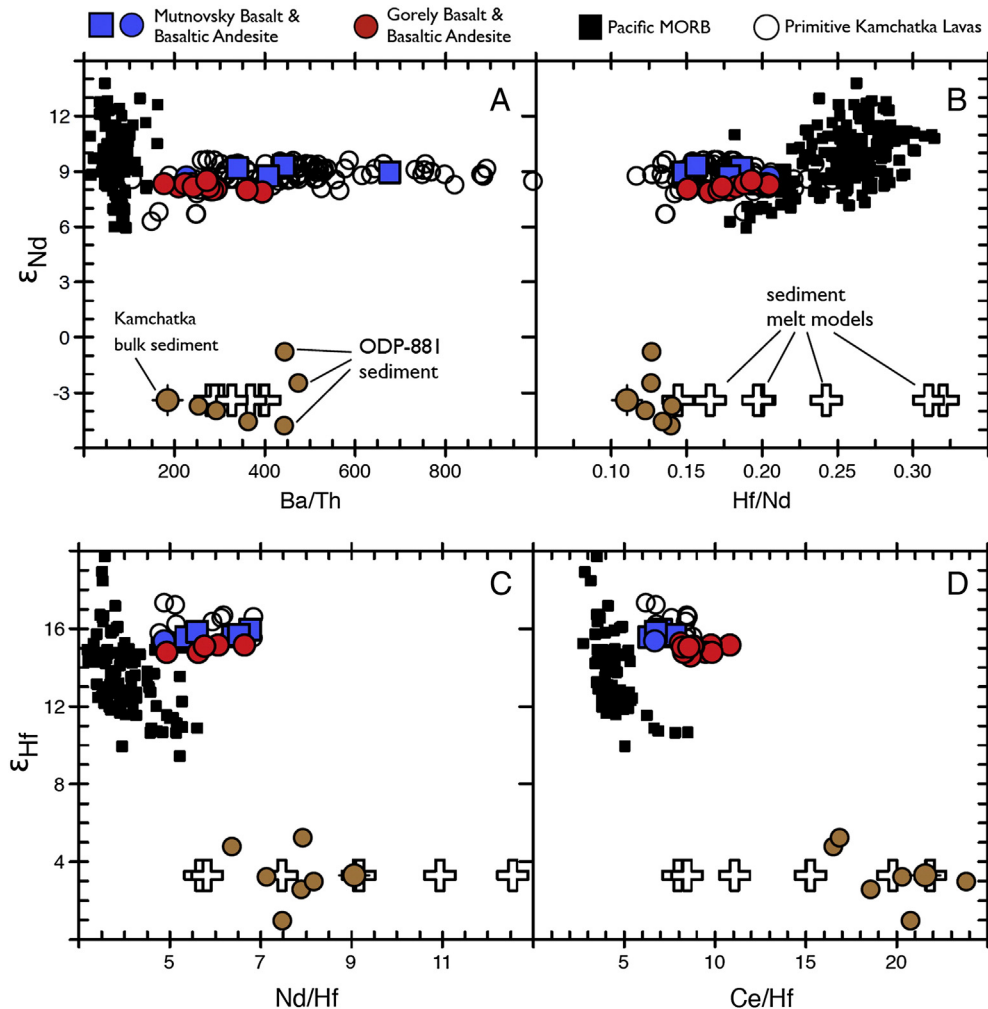 Mutnovsky Basalt &
Basaltic Andesite
Gorely Basalt &
Basaltic Andesite
Pacific MORB
Primitive Kamchatka Lavas
A
B
12
9
6
3
0
-3
εNd
Kamchatka
bulk sediment
ODP-881
sediment
sediment
melt models
200
400
600
800
0.10
0.15
0.20
0.25
0.30
Ba/Th
Hf/Nd
C
D
16
12
8
4
εHf
5
7
9
11
5
10
15
20
Nd/Hf
Ce/Hf